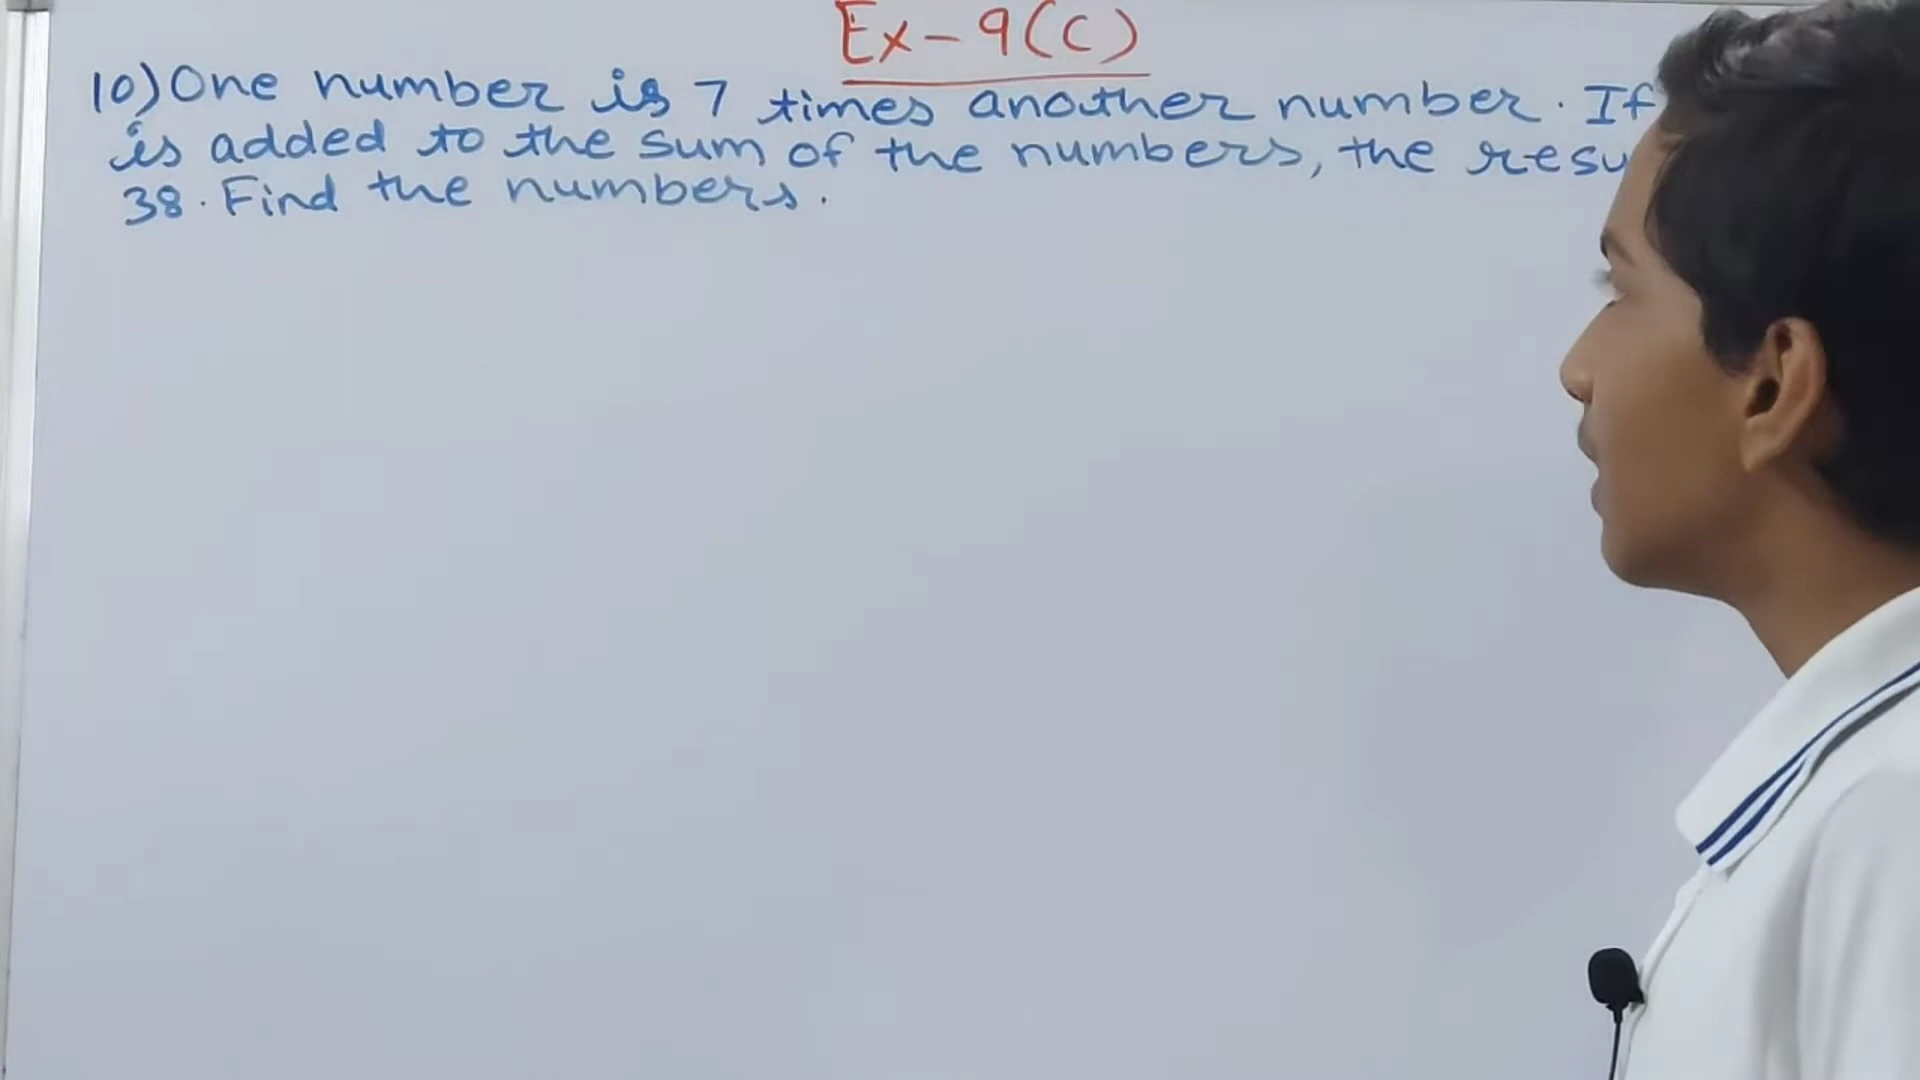 Ex-9(C)
10) One number is 7 times another number. If
is added to the sum of the numbers, the resu
38. Find the numbers.